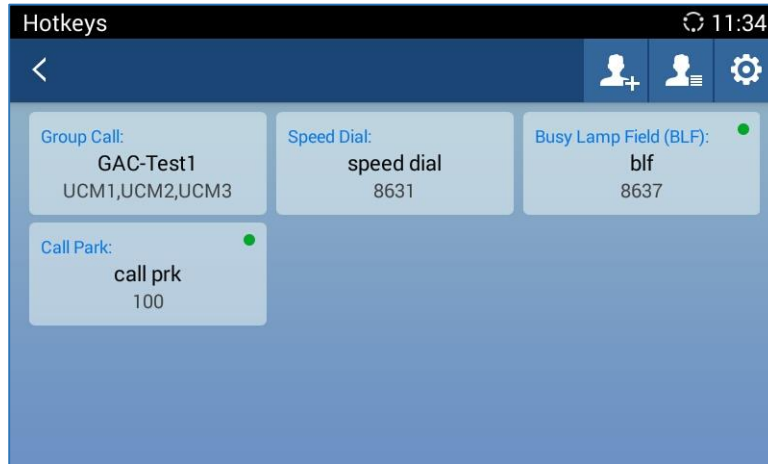 Hotkeys 11:34
Group Call:
GAC-Test1
UCM1,UCM2,UCM3
Speed Dial:
speed dial
8631
Busy Lamp Field (BLF):
blf
8637
Call Park:
call prk
100